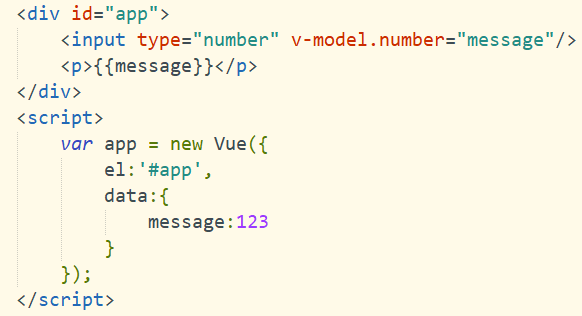 <div id="app">
    <input type="number" v-model.number="message"/>
    <p>{{message}}</p>
</div>
<script>
    var app = new Vue({
        el:'#app',
        data:{
            message:123
        }
    });
</script>